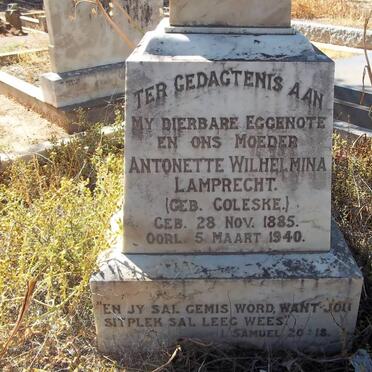 TER GEDAGTENIS AAN
MY DIERBARE EGGENOTE
EN ONS MOEDER
ANTONETTE WILHELMINA
LAMPRECHT.
(GEB. COLESKE.)
GEB. 28 NOV. 1885.
OORL. 5 MAART 1940.
"EN JY SAL GEMIS WORD, WANT JOU
SITPLEK SAL LEEG WEES."
I SAMUEL 20:18.